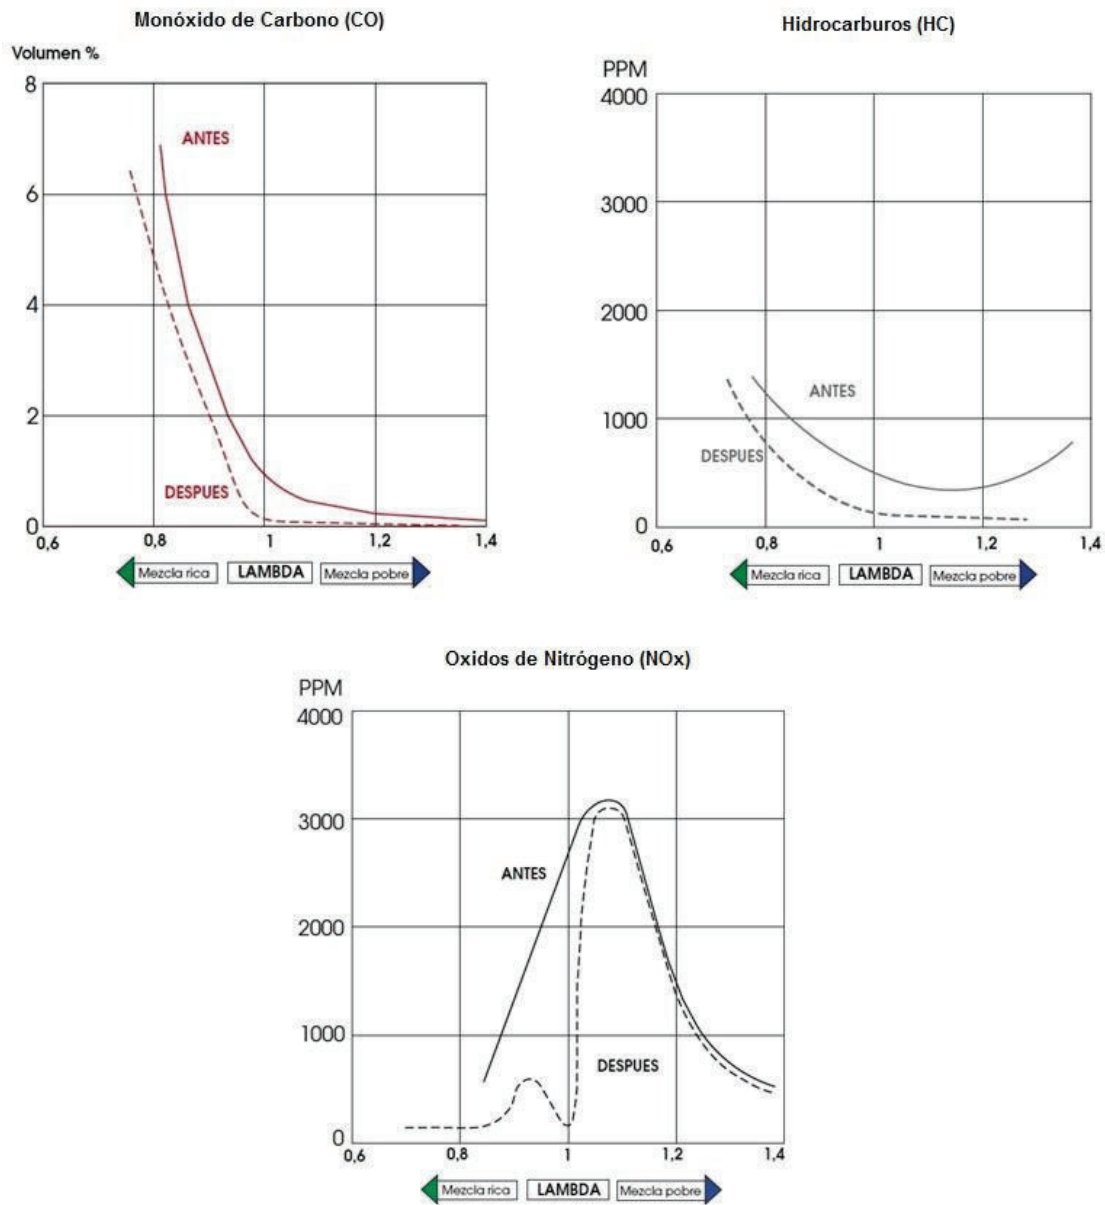 Monóxido de Carbono (CO)
Volumen %
8
6
4
2
0
0,6
0,8
1
1,2
1,4
ANTES
DESPUES
Mezcla rica
LAMBDA
Mezcla pobre
Hidrocarburos (HC)
PPM
4000
3000
2000
1000
0
0,6
0,8
1
1,2
1,4
ANTES
DESPUES
Mezcla rica
LAMBDA
Mezcla pobre
Oxidos de Nitrógeno (NOx)
PPM
4000
3000
2000
1000
0
0,6
0,8
1
1,2
1,4
ANTES
DESPUES
Mezcla rica
LAMBDA
Mezcla pobre